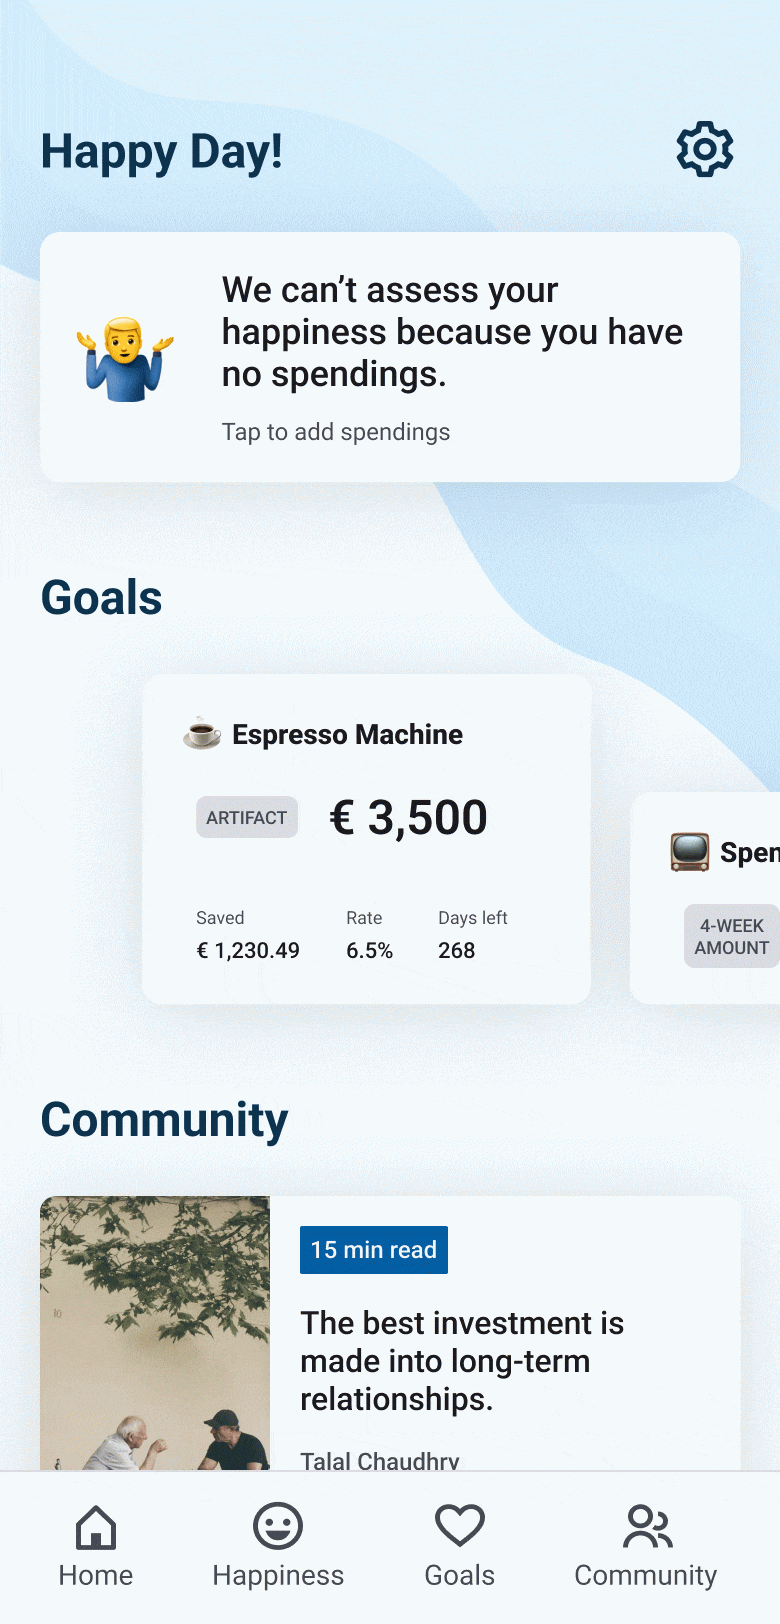 Happy Day!
We can’t assess your
happiness because you have
no spendings.
Tap to add spendings
Goals
Espresso Machine
ARTIFACT € 3,500
Saved Rate Days left
€ 1,230.49 6.5% 268
Spen
4-WEEK
AMOUNT
Community
15 min read
The best investment is
made into long-term
relationships.
Talal Chaudhry
Home Happiness Goals Community